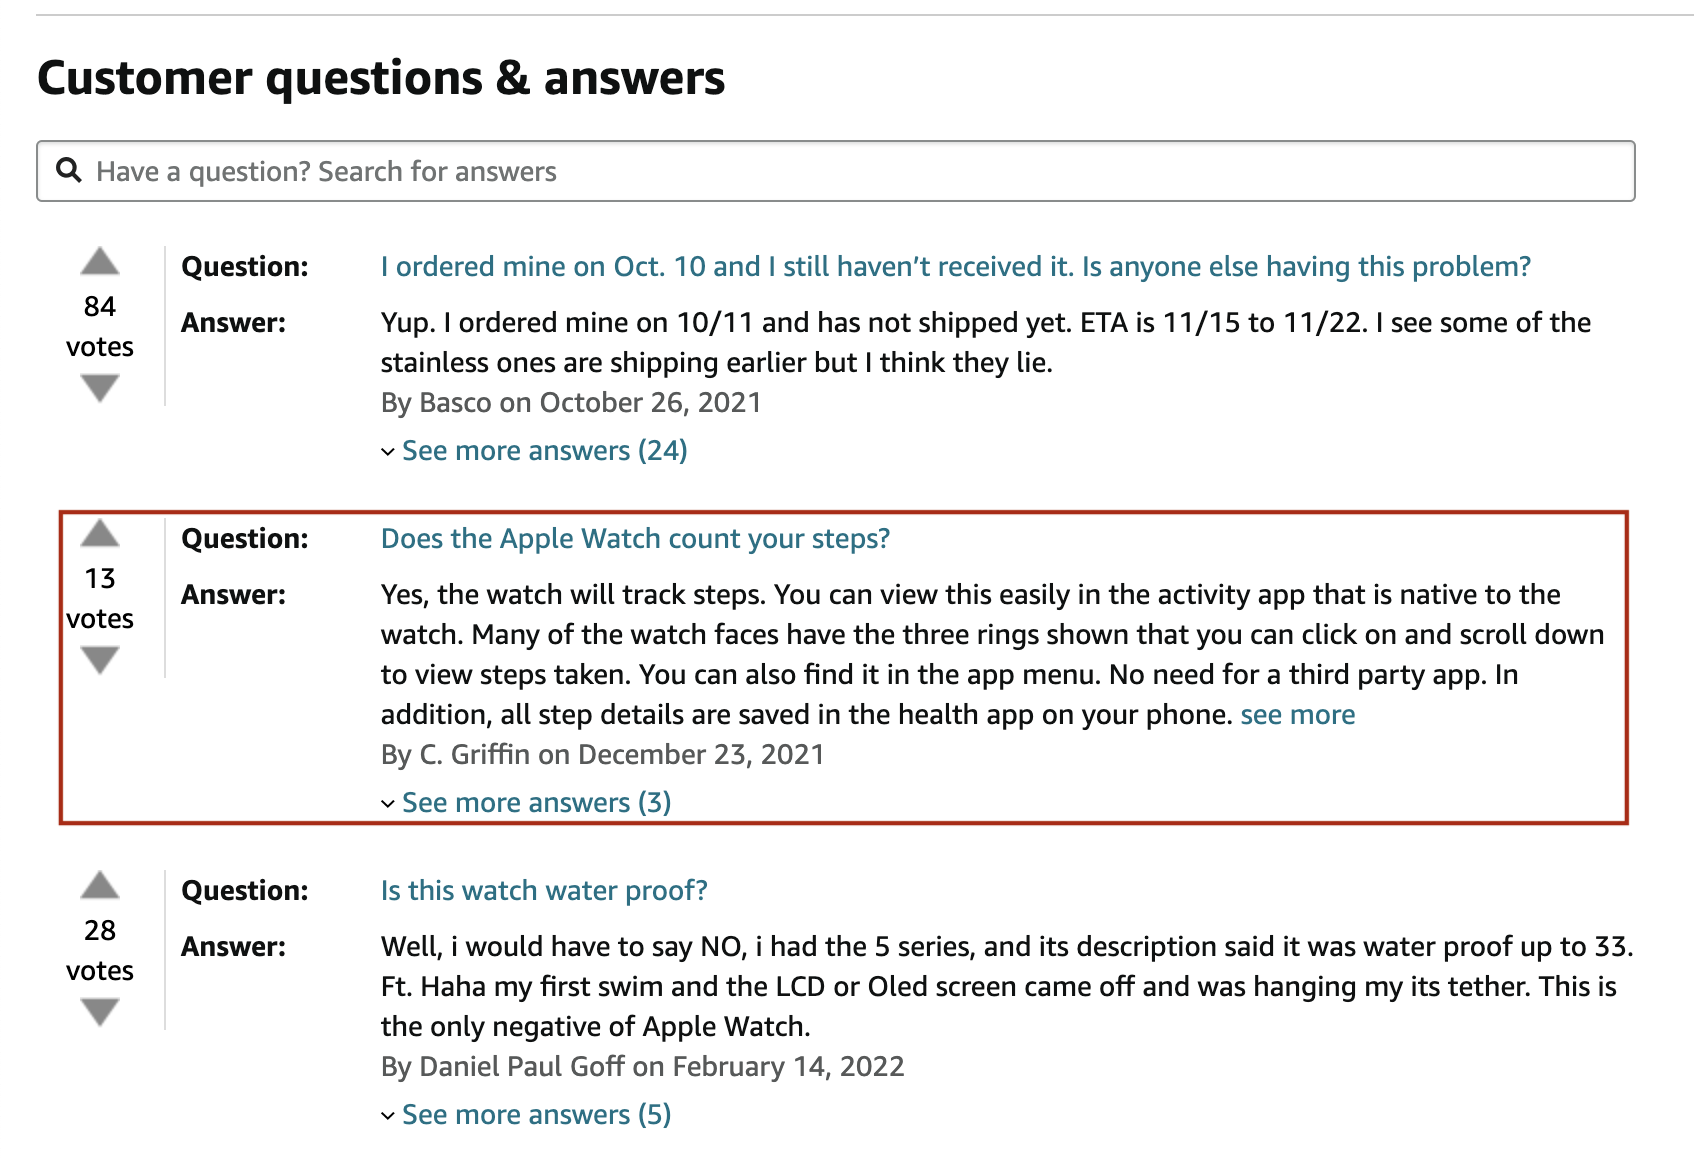 Customer questions & answers
Have a question? Search for answers
84
votes
Question: I ordered mine on Oct. 10 and I still haven’t received it. Is anyone else having this problem?
Answer: Yup. I ordered mine on 10/11 and has not shipped yet. ETA is 11/15 to 11/22. I see some of the
stainless ones are shipping earlier but I think they lie.
By Basco on October 26, 2021
See more answers (24)
13
votes
Question: Does the Apple Watch count your steps?
Answer: Yes, the watch will track steps. You can view this easily in the activity app that is native to the
watch. Many of the watch faces have the three rings shown that you can click on and scroll down
to view steps taken. You can also find it in the app menu. No need for a third party app. In
addition, all step details are saved in the health app on your phone. see more
By C. Griffin on December 23, 2021
See more answers (3)
28
votes
Question: Is this watch water proof?
Answer: Well, i would have to say NO, i had the 5 series, and its description said it was water proof up to 33.
Ft. Haha my first swim and the LCD or Oled screen came off and was hanging my its tether. This is
the only negative of Apple Watch.
By Daniel Paul Goff on February 14, 2022
See more answers (5)